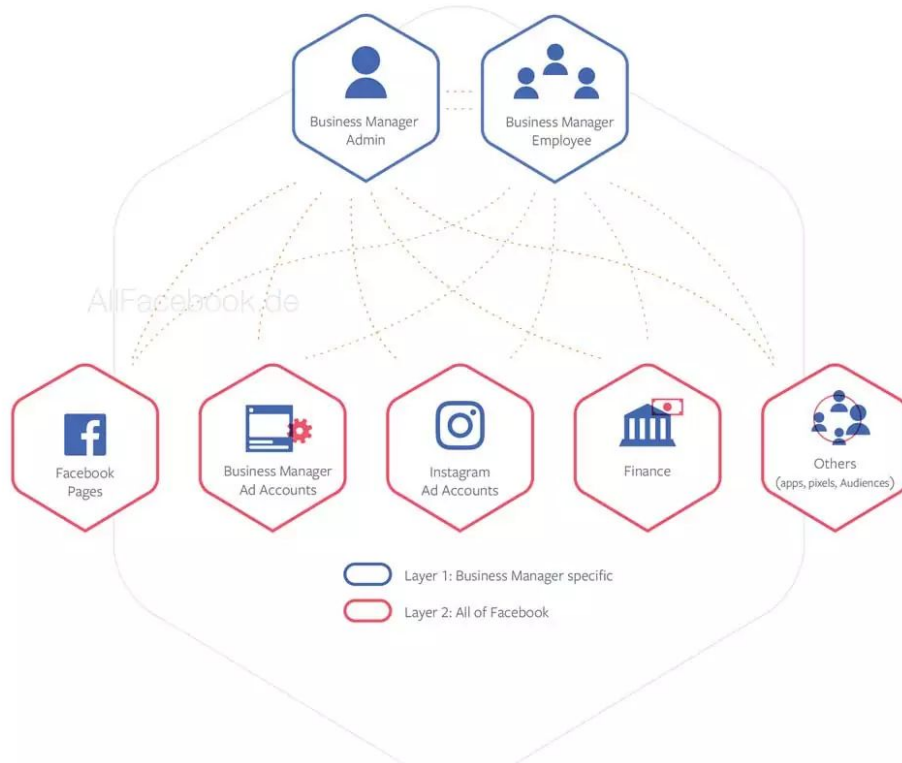 Business Manager
Admin
Business Manager
Employee
AllFacebook.de
Facebook
Pages
Business Manager
Ad Accounts
Instagram
Ad Accounts
Finance
Others
(apps, pixels, Audiences)
Layer 1: Business Manager specific
Layer 2: All of Facebook